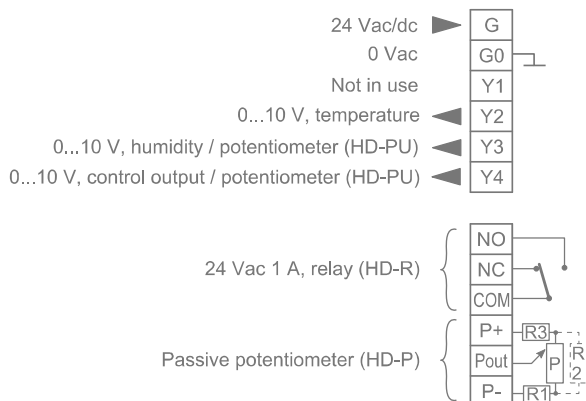 24 Vac/dc G
0 Vac G0
Not in use Y1
0...10 V, temperature Y2
0...10 V, humidity / potentiometer (HD-PU) Y3
0...10 V, control output / potentiometer (HD-PU) Y4
NO
24 Vac 1 A, relay (HD-R) NC
COM
P+ R3
Passive potentiometer (HD-P) Pout P R2
P- R1